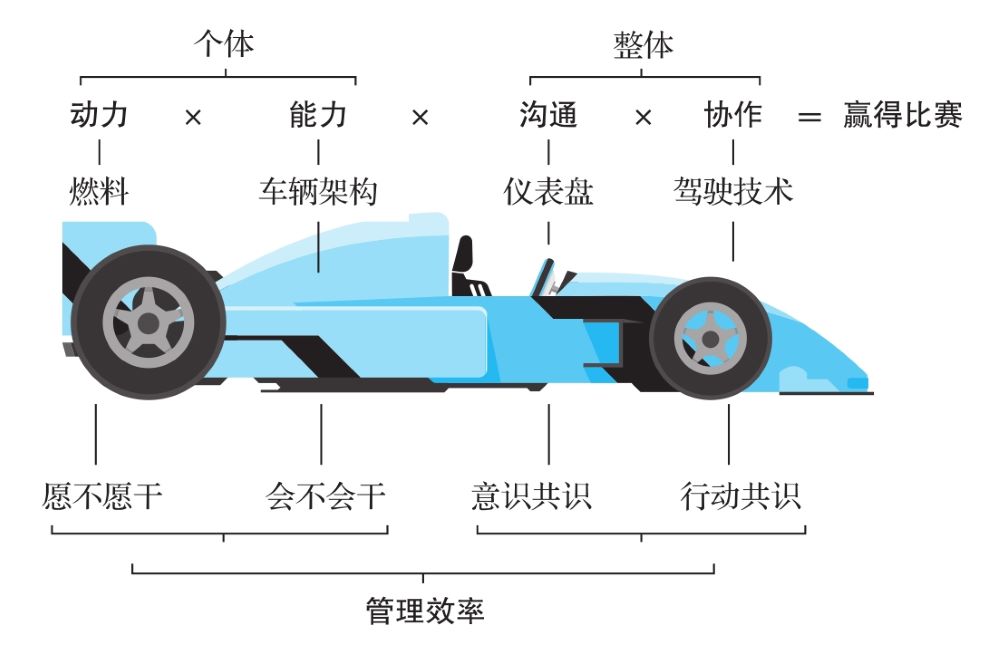 个体 整体
动力 × 能力 × 沟通 × 协作 = 赢得比赛
燃料 车辆架构 仪表盘 驾驶技术
愿不愿干 会不会干 意识共识 行动共识
管理效率